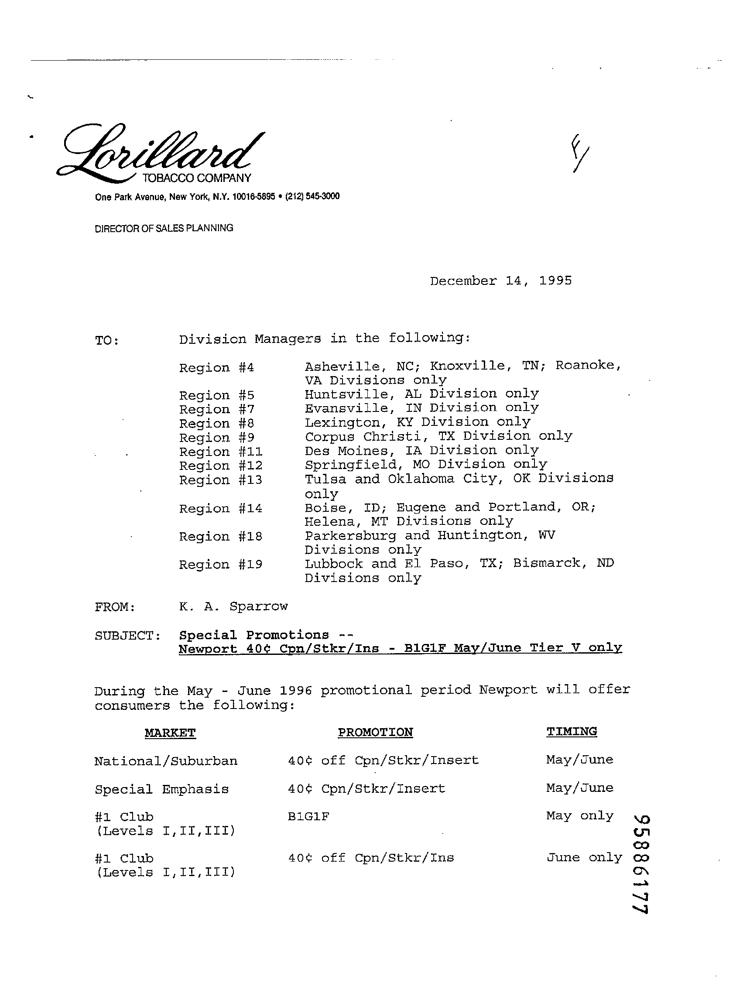 Lorillard
TOBACCO COMPANY
One Park Avenue, New York, N.Y. 10016-5895 • (212) 545-3000
DIRECTOR OF SALES PLANNING
December 14, 1995
TO: Division Managers in the following:
Region #4 Asheville, NC; Knoxville, TN; Roanoke,
VA Divisions only
Region #5 Huntsville, AL Division only
Region #7 Evansville, IN Division only
Region #8 Lexington, KY Division only
Region #9 Corpus Christi, TX Division only
Region #11 Des Moines, IA Division only
Region #12 Springfield, MO Division only
Region #13 Tulsa and Oklahoma City, OK Divisions
only
Region #14 Boise, ID; Eugene and Portland, OR;
Helena, MT Divisions only
Region #18 Parkersburg and Huntington, WV
Divisions only
Region #19 Lubbock and El Paso, TX; Bismarck, ND
Divisions only
FROM: K. A. Sparrow
SUBJECT: Special Promotions --
Newport 40¢ Cpn/Stkr/Ins - B1G1F May/June Tier V only
During the May - June 1996 promotional period Newport will offer
consumers the following:
MARKET PROMOTION TIMING
National/Suburban 40¢ off Cpn/Stkr/Insert May/June
Special Emphasis 40¢ Cpn/Stkr/Insert May/June
#1 Club B1G1F May only
(Levels I,II,III)
#1 Club 40¢ off Cpn/Stkr/Ins June only
(Levels I,II,III)
95886177